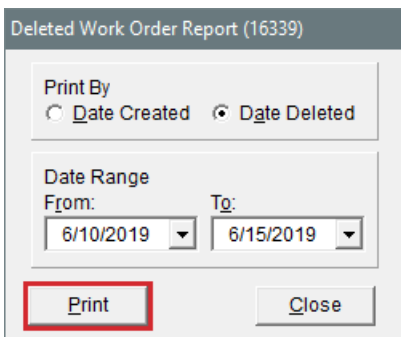 Deleted Work Order Report (16339)
Print By
Date Created Date Deleted
Date Range
From: To:
6/10/2019 6/15/2019
Print Close